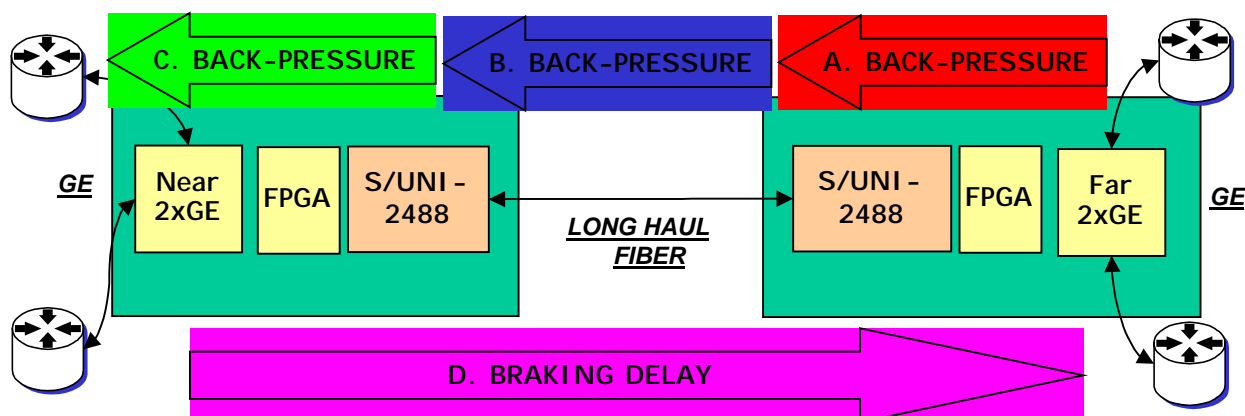 C. BACK-PRESSURE
B. BACK-PRESSURE
A. BACK-PRESSURE
GE
Near
2xGE
FPGA
S/UNI-
2488
LONG HAUL
FIBER
S/UNI-
2488
FPGA
Far
2xGE
GE
D. BRAKING DELAY